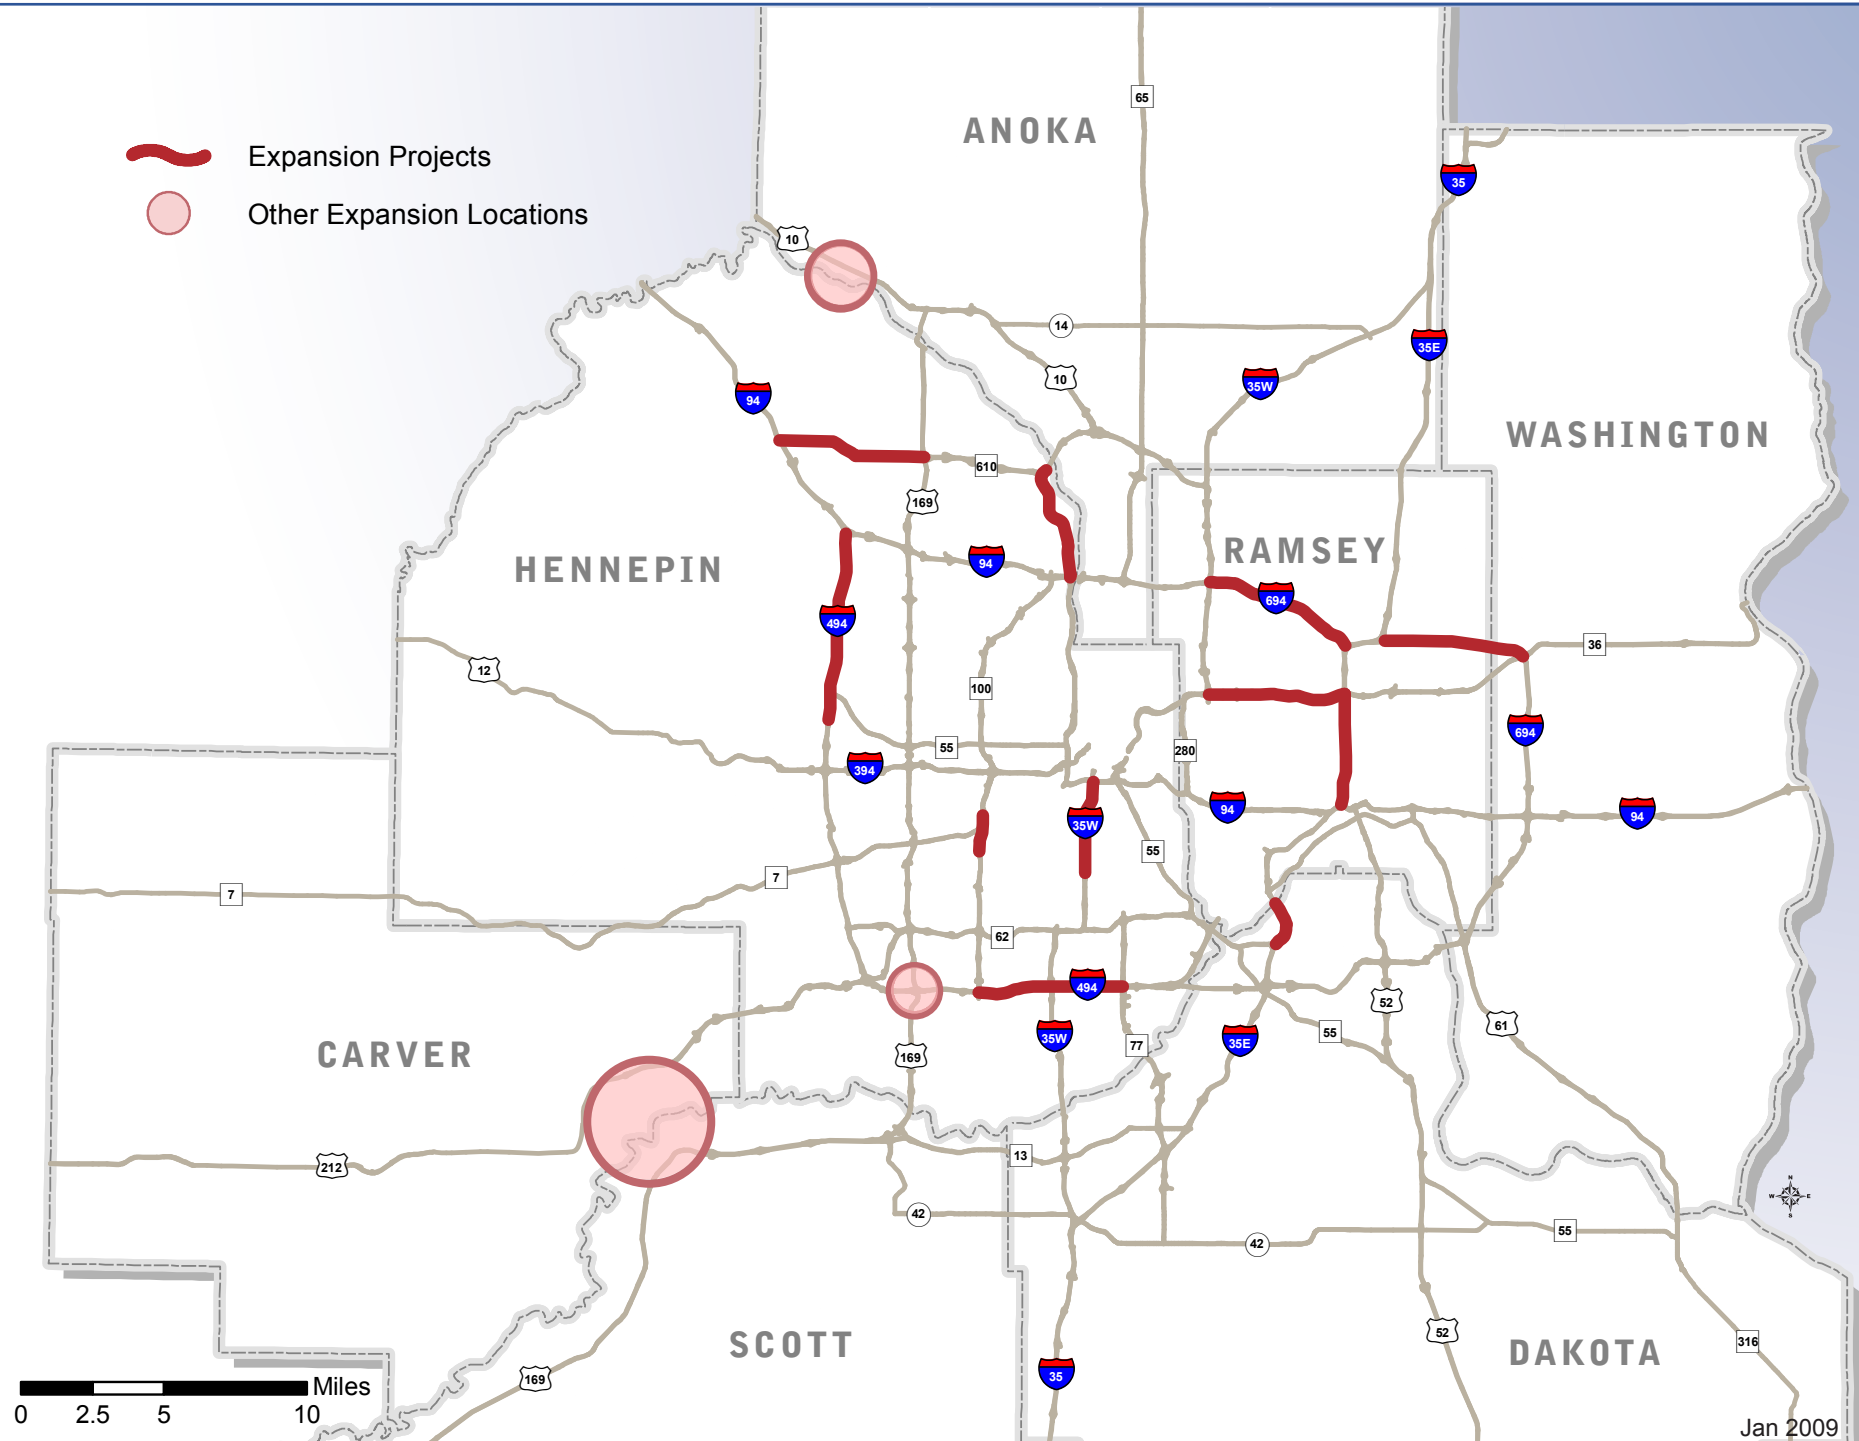 65
ANOKA
Expansion Projects
35
Other Expansion Locations
10
14
35E
10
35W
94
WASHINGTON
610
169
RAMSEY
94
HENNEPIN
694
494
36
12
100
694
55
280
394
94
94
35W
55
7
7
62
494
52
61
55
35W
35E
77
169
CARVER
13
212
N
W E
S
42
55
42
52
316
SCOTT
DAKOTA
35
169
Miles
0 2.5 5 10
Jan 2009